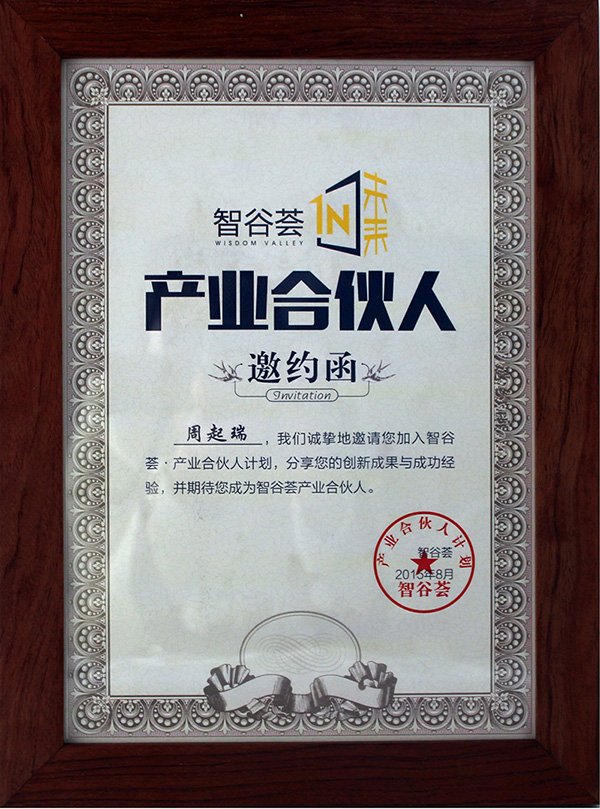 智谷荟
WISDOM VALLEY
IN
未来
产业合伙人
邀约函
Invitation
周起瑞，我们诚挚地邀请您加入智谷
荟·产业合伙人计划，分享您的创新成果与成功经
验，并期待您成为智谷荟产业合伙人。
产业合伙人计划
智谷荟
2015年8月
智谷荟